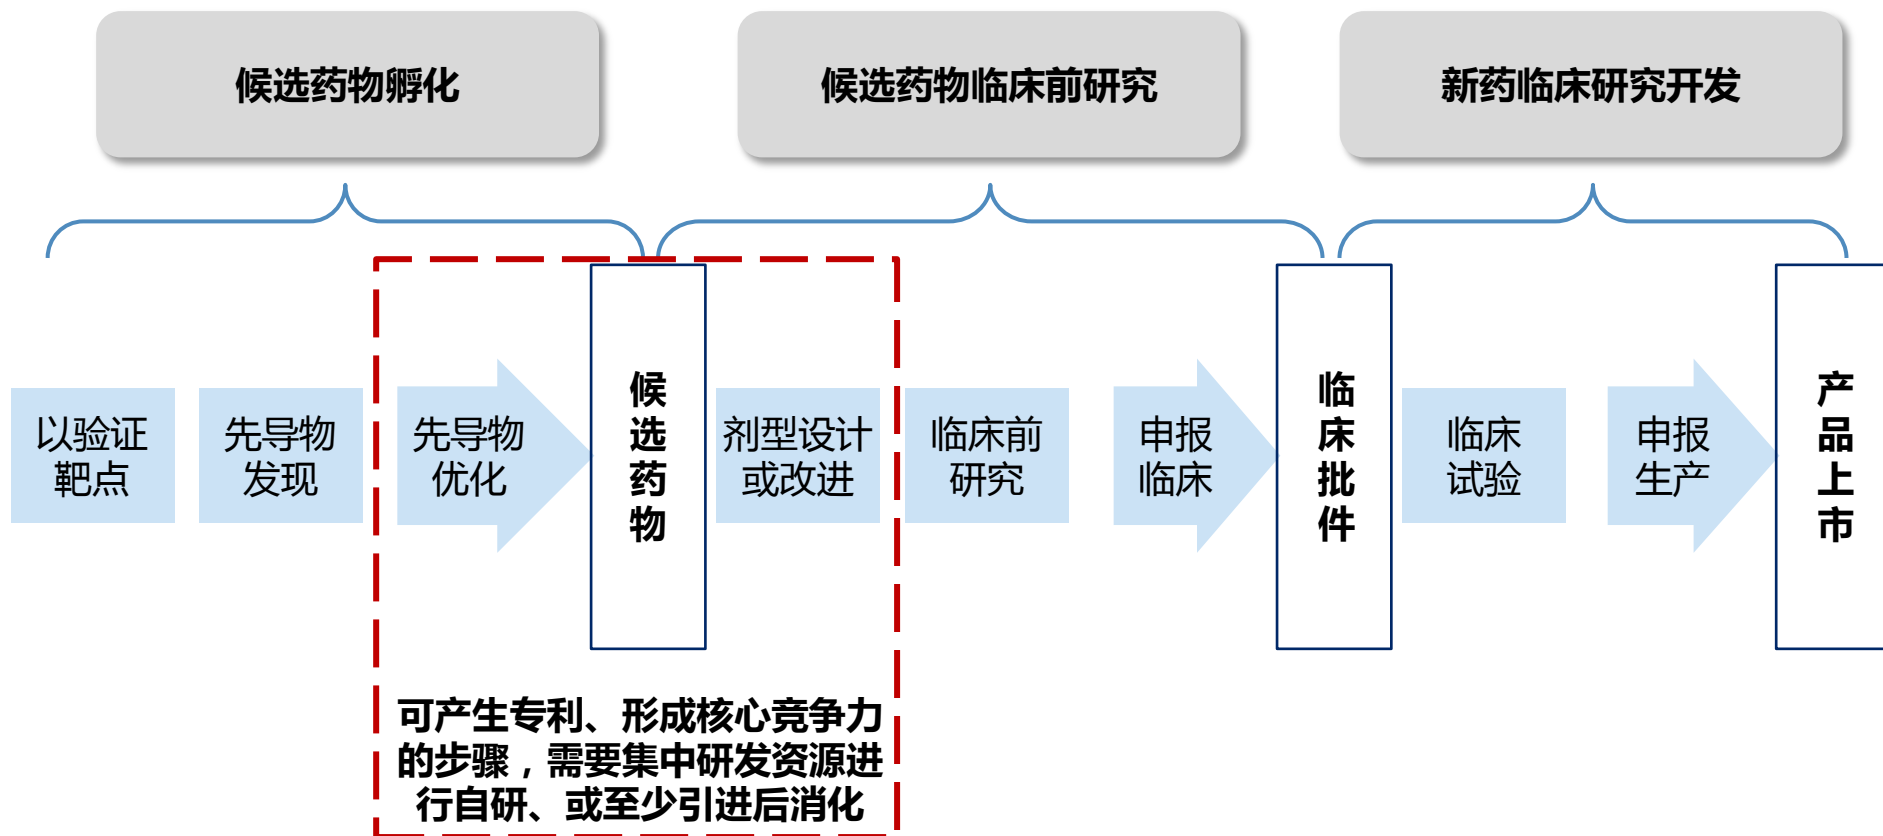 候选药物孵化
候选药物临床前研究
新药临床研究开发
以验证
靶点
先导物
发现
先导物
优化
候
选
药
物
剂型设计
或改进
临床前
研究
申报
临床
临
床
批
件
临床
试验
申报
生产
产
品
上
市
可产生专利、形成核心竞争力
的步骤，需要集中研发资源进
行自研、或至少引进后消化